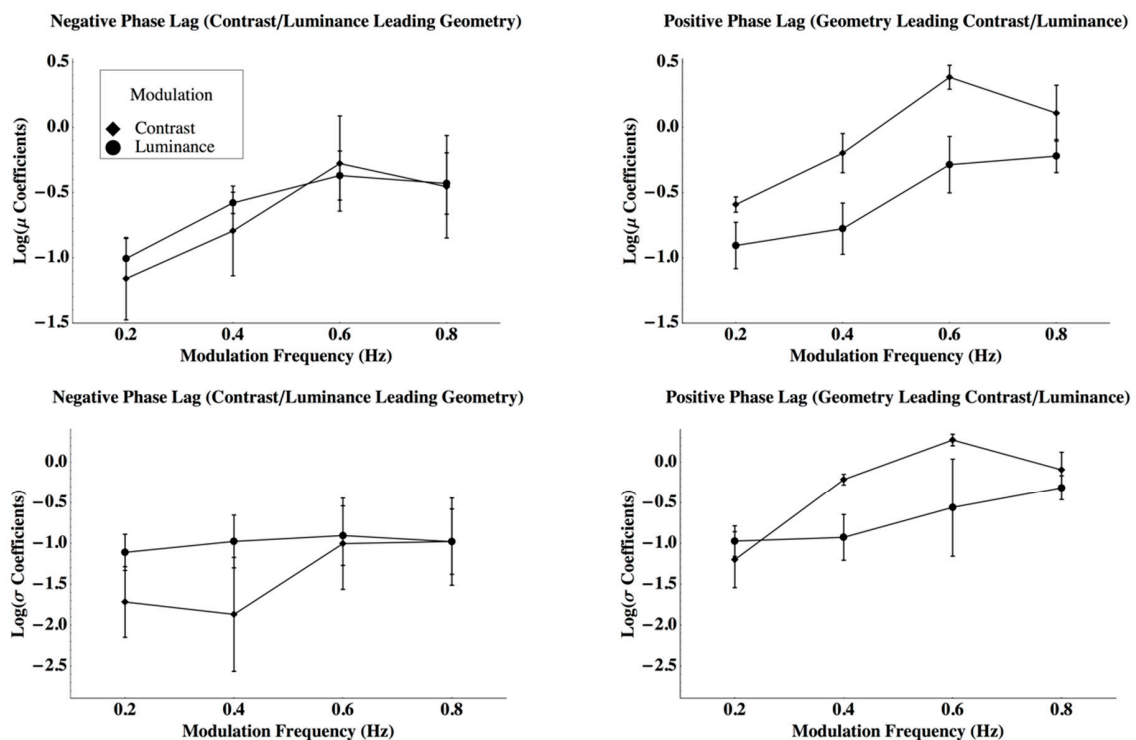 Negative Phase Lag (Contrast/Luminance Leading Geometry)
0.5
0.0
−0.5
−1.0
−1.5
Log(μ Coefficients)
Modulation
Contrast
Luminance
0.2 0.4 0.6 0.8
Modulation Frequency (Hz)
Positive Phase Lag (Geometry Leading Contrast/Luminance)
0.5
0.0
−0.5
−1.0
−1.5
Log(μ Coefficients)
0.2 0.4 0.6 0.8
Modulation Frequency (Hz)
Negative Phase Lag (Contrast/Luminance Leading Geometry)
0.0
−0.5
−1.0
−1.5
−2.0
−2.5
Log(σ Coefficients)
0.2 0.4 0.6 0.8
Modulation Frequency (Hz)
Positive Phase Lag (Geometry Leading Contrast/Luminance)
0.0
−0.5
−1.0
−1.5
−2.0
−2.5
Log(σ Coefficients)
0.2 0.4 0.6 0.8
Modulation Frequency (Hz)